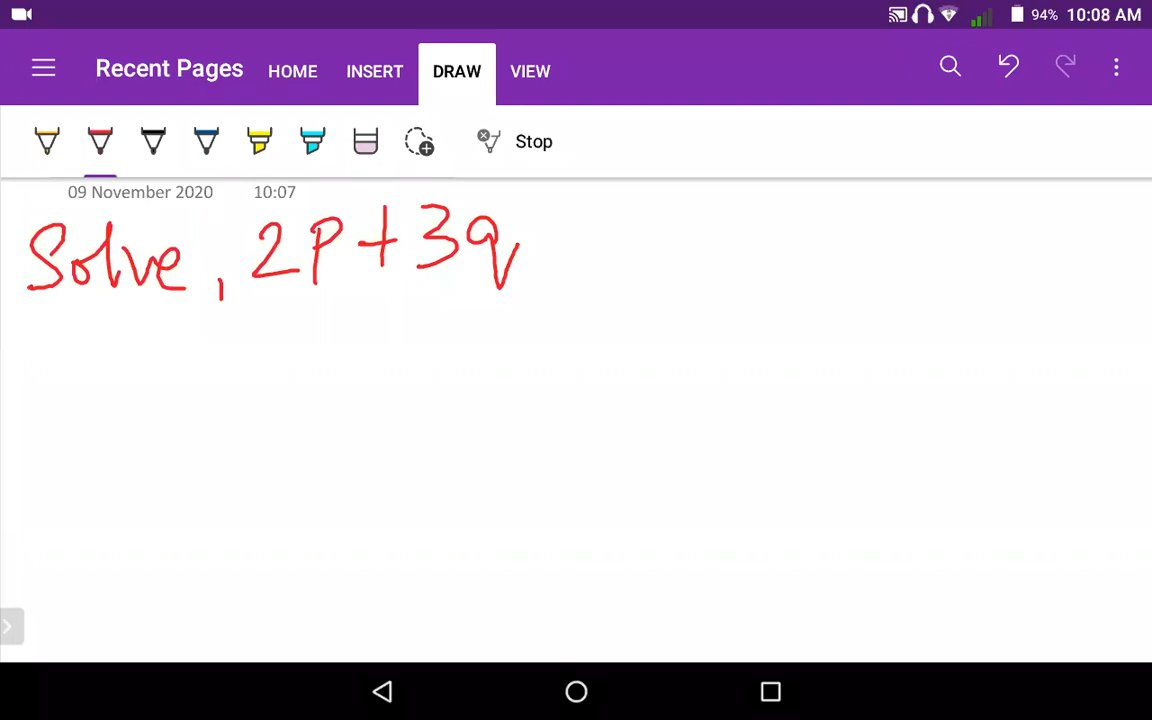 94% 10:08 AM
Recent Pages HOME INSERT DRAW VIEW
Stop
09 November 2020 10:07
Solve, 2p+3q